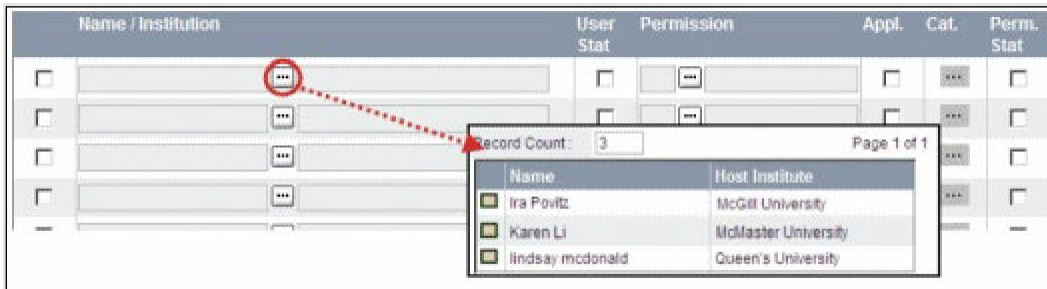 Name / Institution User Stat Permission Appl. Cat. Perm. Stat
Record Count: 3 Page 1 of 1
Name Host Institute
Ira Povitz McGill University
Karen Li McMaster University
lindsay mcdonald Queen's University